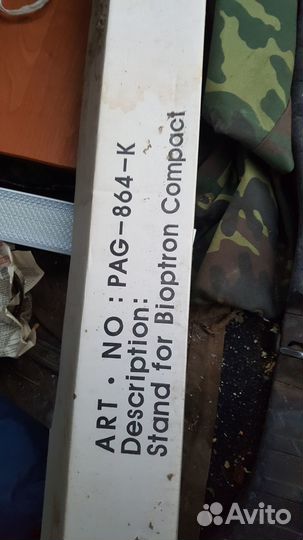 ART · NO : PAG-864-K
Description:
Stand for Bioptron Compact
Avito